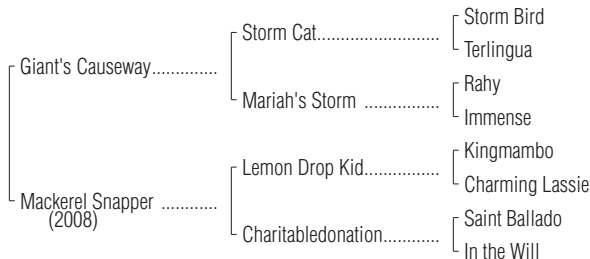 Giant's Causeway.............
Storm Cat........................
Storm Bird
Terlingua
Mariah's Storm ...............
Rahy
Immense
Mackerel Snapper ...........
(2008)
Lemon Drop Kid...............
Kingmambo
Charming Lassie
Charitabledonation...........
Saint Ballado
In the Will